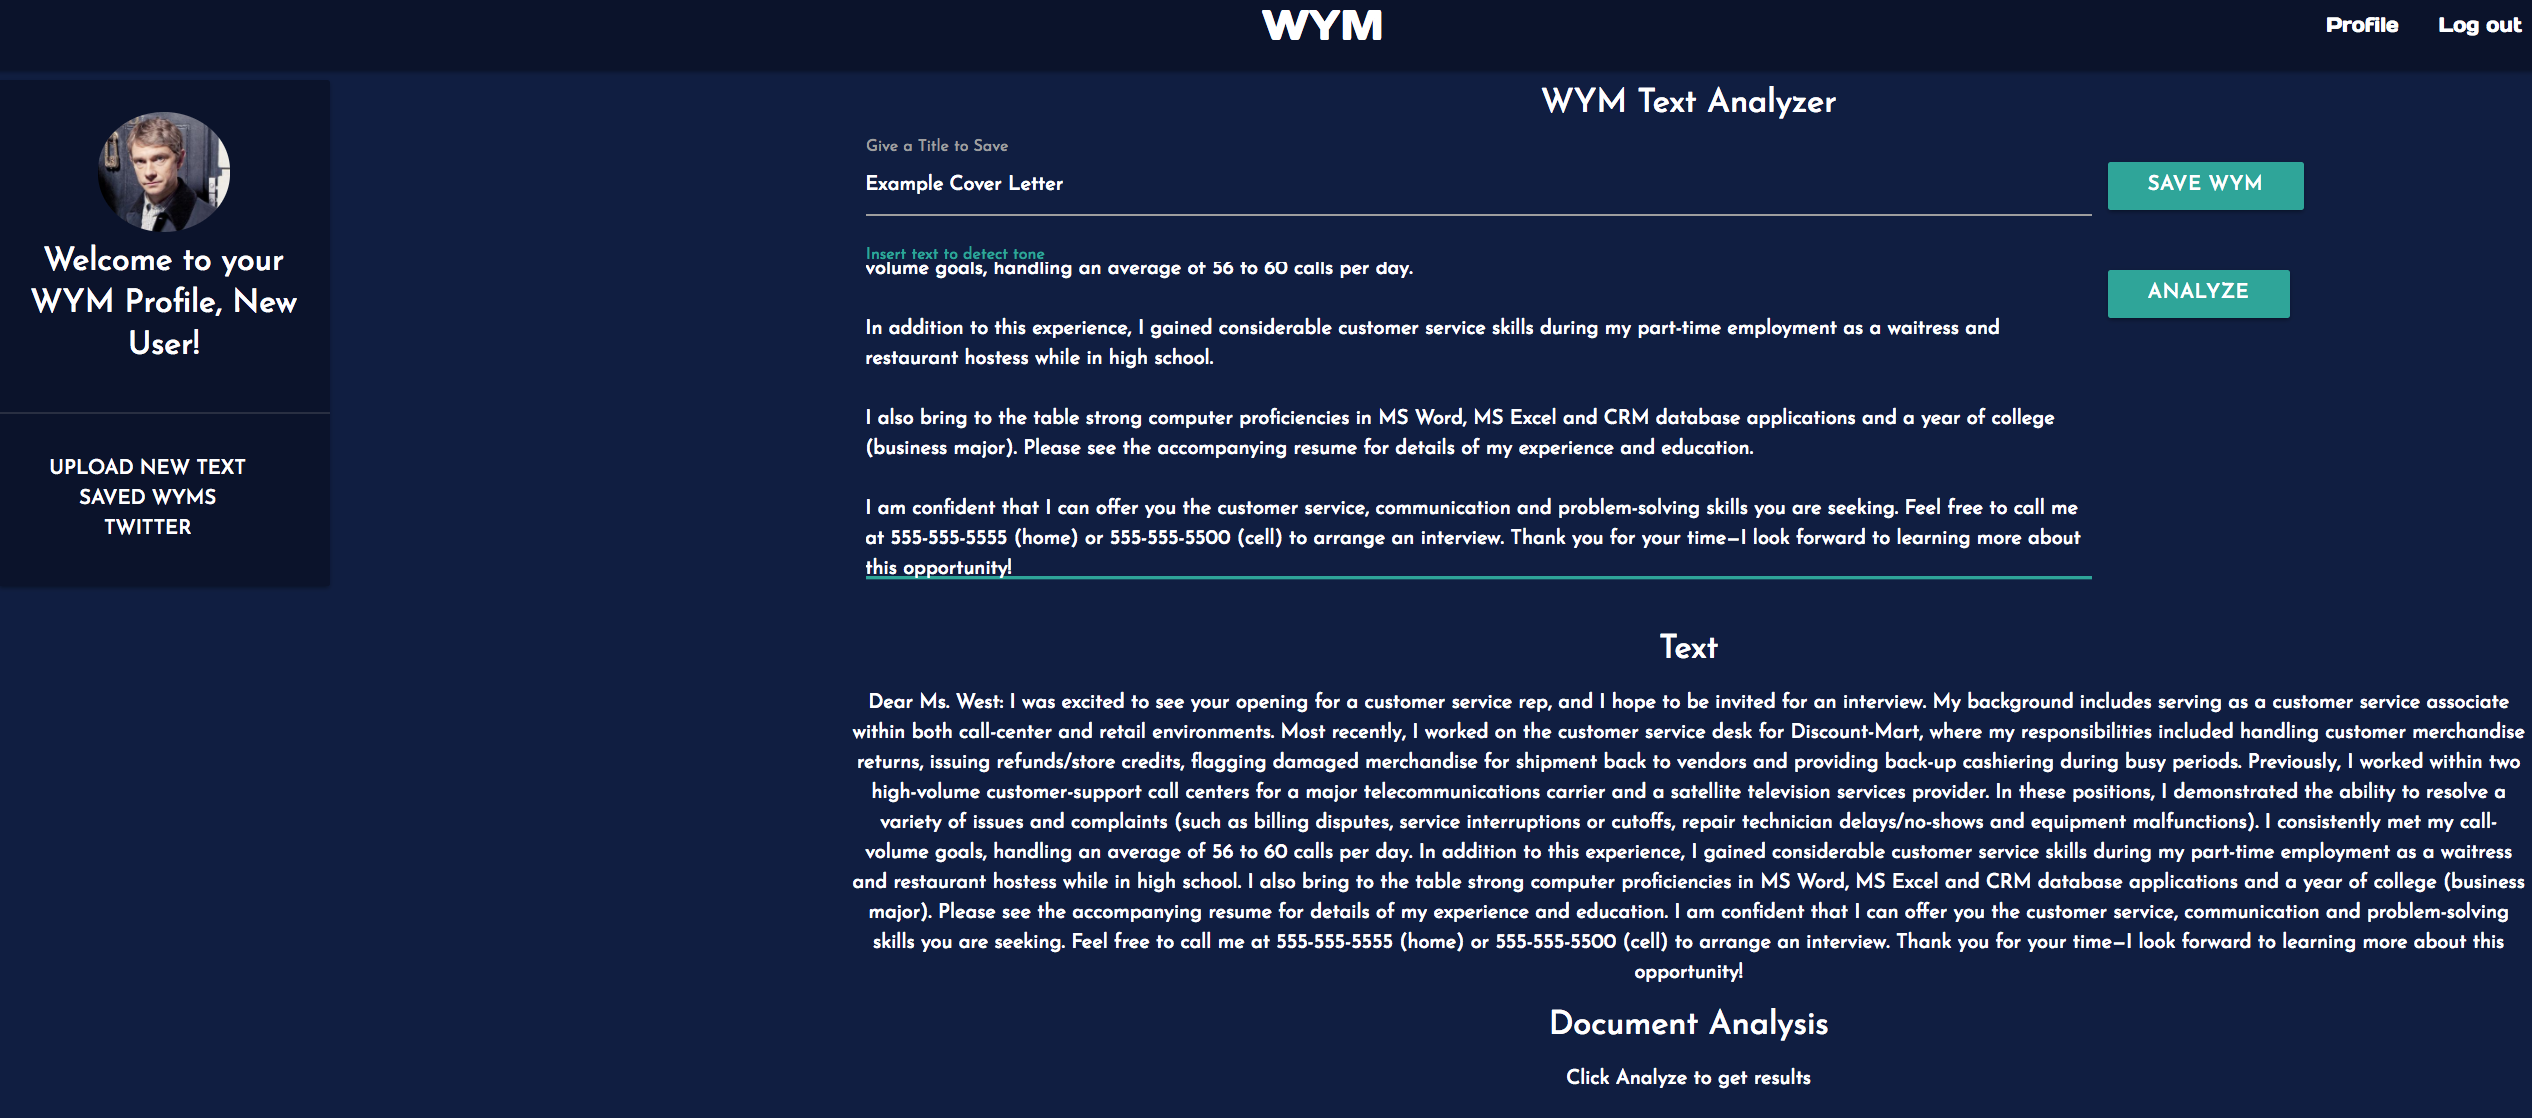 WYM
Profile
Log out
Welcome to your
WYM Profile, New
User!
UPLOAD NEW TEXT
SAVED WYMS
TWITTER
WYM Text Analyzer
Give a Title to Save
Example Cover Letter
SAVE WYM
Insert text to detect tone
volume goals, handling an average of 56 to 60 calls per day.
In addition to this experience, I gained considerable customer service skills during my part-time employment as a waitress and
restaurant hostess while in high school.
I also bring to the table strong computer proficiencies in MS Word, MS Excel and CRM database applications and a year of college
(business major). Please see the accompanying resume for details of my experience and education.
I am confident that I can offer you the customer service, communication and problem-solving skills you are seeking. Feel free to call me
at 555-555-5555 (home) or 555-555-5500 (cell) to arrange an interview. Thank you for your time—I look forward to learning more about
this opportunity!
ANALYZE
Text
Dear Ms. West: I was excited to see your opening for a customer service rep, and I hope to be invited for an interview. My background includes serving as a customer service associate
within both call-center and retail environments. Most recently, I worked on the customer service desk for Discount-Mart, where my responsibilities included handling customer merchandise
returns, issuing refunds/store credits, flagging damaged merchandise for shipment back to vendors and providing back-up cashiering during busy periods. Previously, I worked within two
high-volume customer-support call centers for a major telecommunications carrier and a satellite television services provider. In these positions, I demonstrated the ability to resolve a
variety of issues and complaints (such as billing disputes, service interruptions or cutoffs, repair technician delays/no-shows and equipment malfunctions). I consistently met my call-
volume goals, handling an average of 56 to 60 calls per day. In addition to this experience, I gained considerable customer service skills during my part-time employment as a waitress
and restaurant hostess while in high school. I also bring to the table strong computer proficiencies in MS Word, MS Excel and CRM database applications and a year of college (business
major). Please see the accompanying resume for details of my experience and education. I am confident that I can offer you the customer service, communication and problem-solving
skills you are seeking. Feel free to call me at 555-555-5555 (home) or 555-555-5500 (cell) to arrange an interview. Thank you for your time—I look forward to learning more about this
opportunity!
Document Analysis
Click Analyze to get results